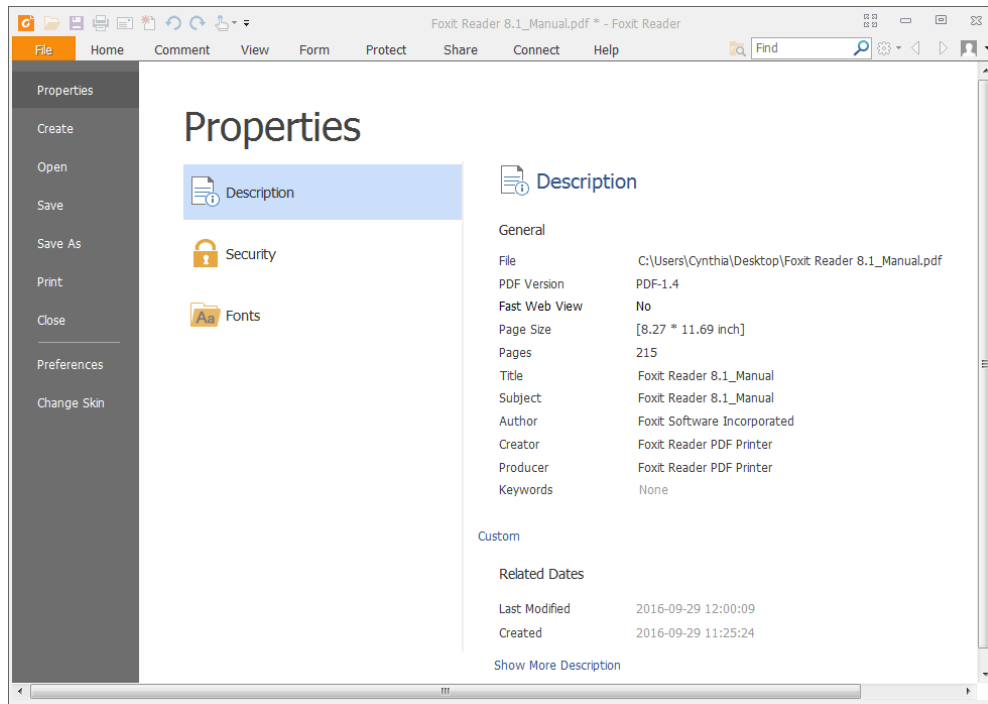 Foxit Reader 8.1_Manual.pdf * - Foxit Reader
File Home Comment View Form Protect Share Connect Help Find
Properties
Create
Open
Save
Save As
Print
Close
Preferences
Change Skin
Properties
Description
Security
Aa Fonts
Description
General
File C:\Users\Cynthia\Desktop\Foxit Reader 8.1_Manual.pdf
PDF Version PDF-1.4
Fast Web View No
Page Size [8.27 * 11.69 inch]
Pages 215
Title Foxit Reader 8.1_Manual
Subject Foxit Reader 8.1_Manual
Author Foxit Software Incorporated
Creator Foxit Reader PDF Printer
Producer Foxit Reader PDF Printer
Keywords None
Custom
Related Dates
Last Modified 2016-09-29 12:00:09
Created 2016-09-29 11:25:24
Show More Description